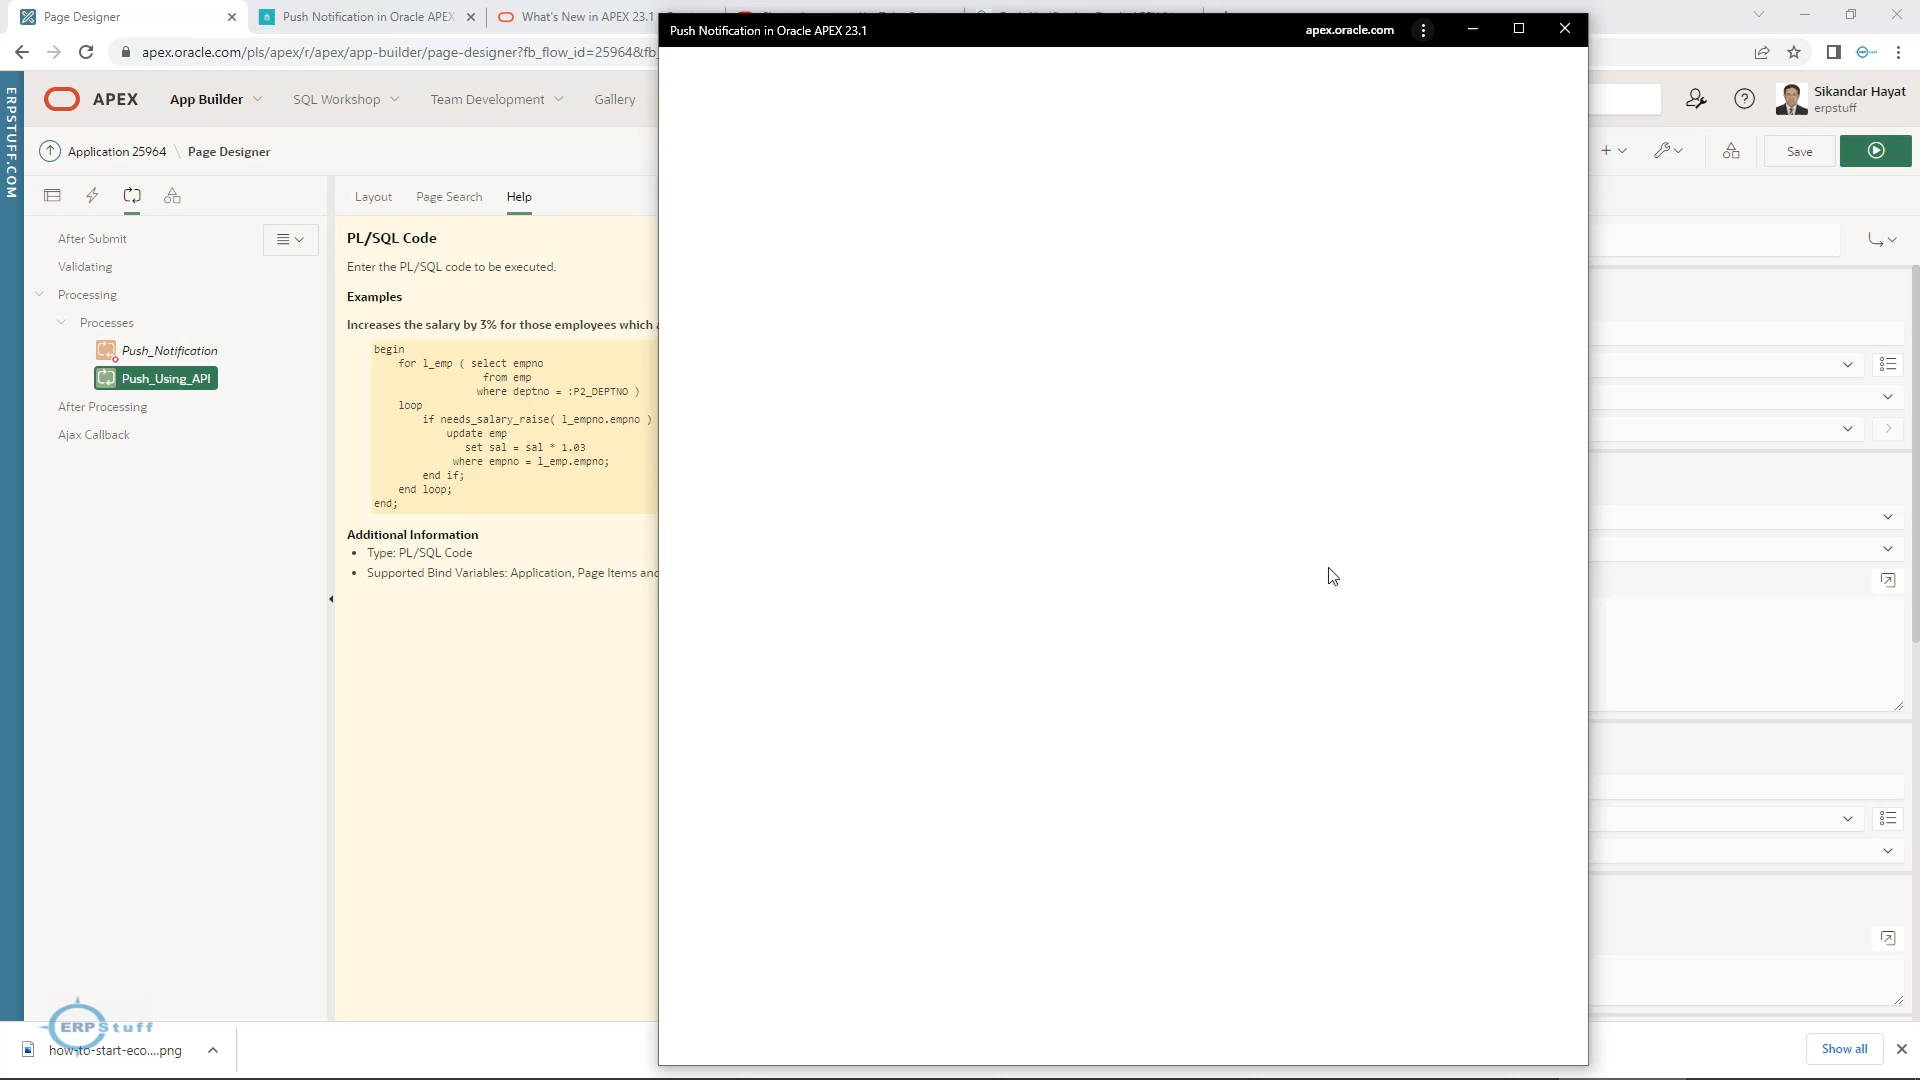 Page Designer
Push Notification in Oracle APEX
What's New in APEX 23.1
Push Notification in Oracle APEX 23.1
apex.oracle.com
apex.oracle.com/pls/apex/r/apex/app-builder/page-designer?fb_flow_id=25964&fb_
ERPSTUFF.COM
APEX
App Builder
SQL Workshop
Team Development
Gallery
Sikandar Hayat
erpstuff
Application 25964 \ Page Designer
Save
Layout
Page Search
Help
After Submit
Validating
Processing
Processes
Push_Notification
Push_Using_API
After Processing
Ajax Callback
PL/SQL Code
Enter the PL/SQL code to be executed.
Examples
Increases the salary by 3% for those employees which
begin
for l_emp ( select empno
from emp
where deptno = :P2_DEPTNO )
loop
if needs_salary_raise( l_empno.empno )
update emp
set sal = sal * 1.03
where empno = l_emp.empno;
end if;
end loop;
end;
Additional Information
• Type: PL/SQL Code
• Supported Bind Variables: Application, Page Items and
ERPStuff
how-to-start-eco....png
Show all